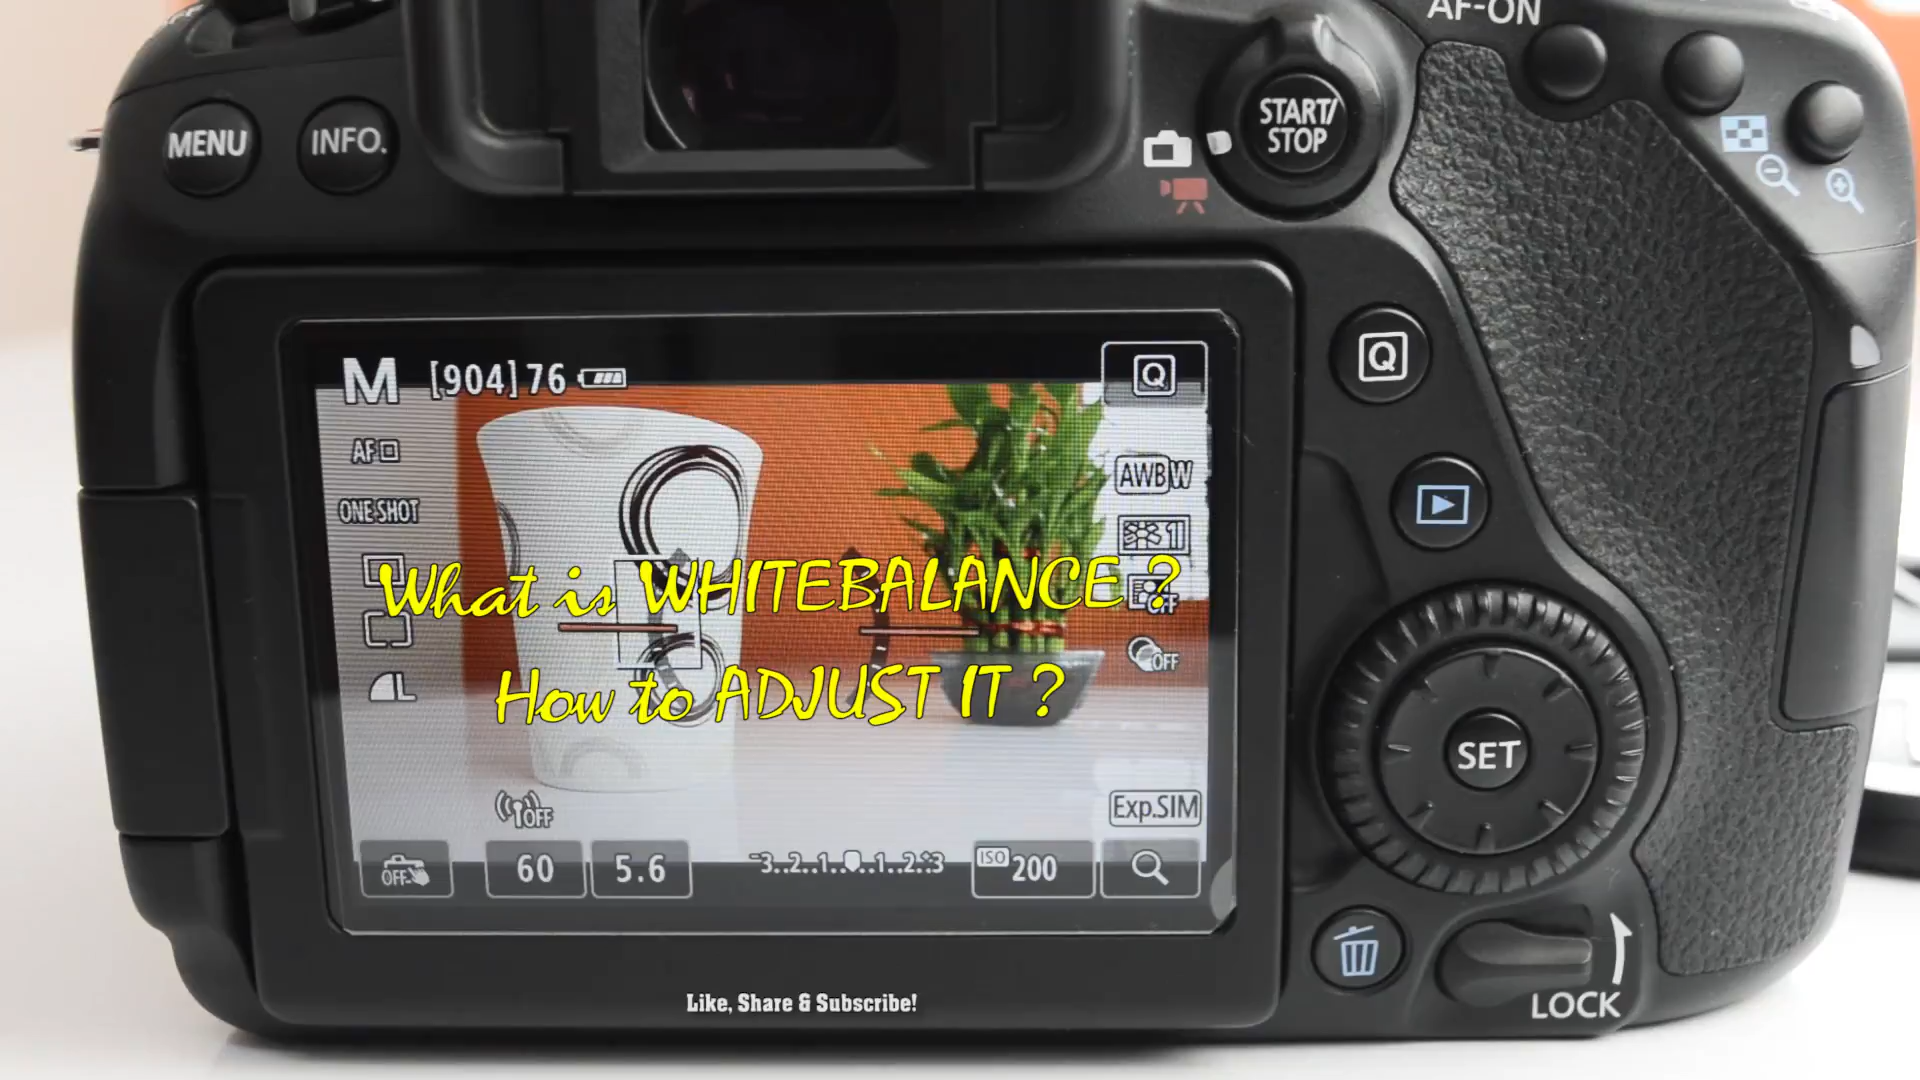 AF-ON
MENU
INFO.
START/
STOP
M
[904] 76
Q
Q
AF
ONE SHOT
AWBW
What is WHITEBALANCE ?
OFF
OFF
How to ADJUST IT ?
L
SET
OFF
Exp.SIM
OFF
60
5.6
-3..2..1..0..1..2..+3
ISO
200
LOCK
Like, Share & Subscribe!